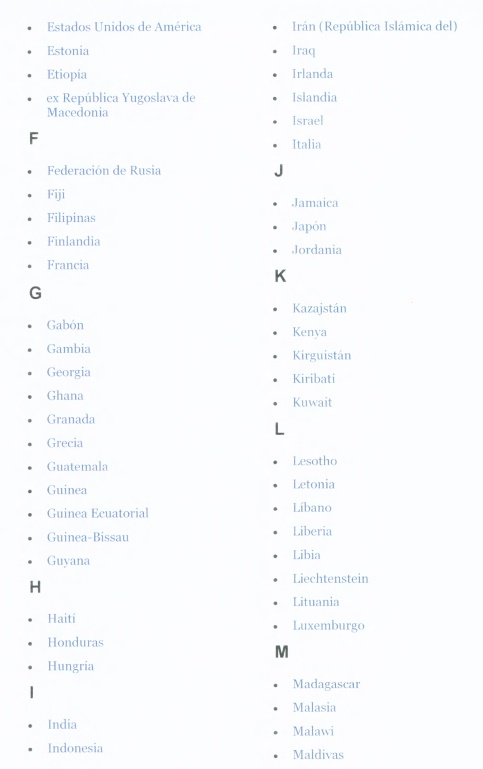 Estados Unidos de América
Estonia
Etiopía
ex República Yugoslava de
Macedonia
F
Federación de Rusia
Fiji
Filipinas
Finlandia
Francia
G
Gabón
Gambia
Georgia
Ghana
Granada
Grecia
Guatemala
Guinea
Guinea Ecuatorial
Guinea-Bissau
Guyana
H
Haití
Honduras
Hungría
I
India
Indonesia
Irán (República Islámica del)
Iraq
Irlanda
Islandia
Israel
Italia
J
Jamaica
Japón
Jordania
K
Kazajstán
Kenya
Kirguistán
Kiribati
Kuwait
L
Lesotho
Letonia
Líbano
Liberia
Libia
Liechtenstein
Lituania
Luxemburgo
M
Madagascar
Malasia
Malawi
Maldivas